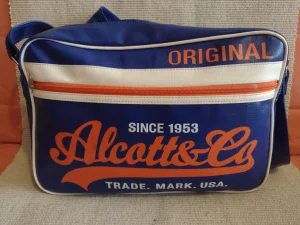 ORIGINAL
SINCE 1953
Alcott&Co
TRADE. MARK. USA.